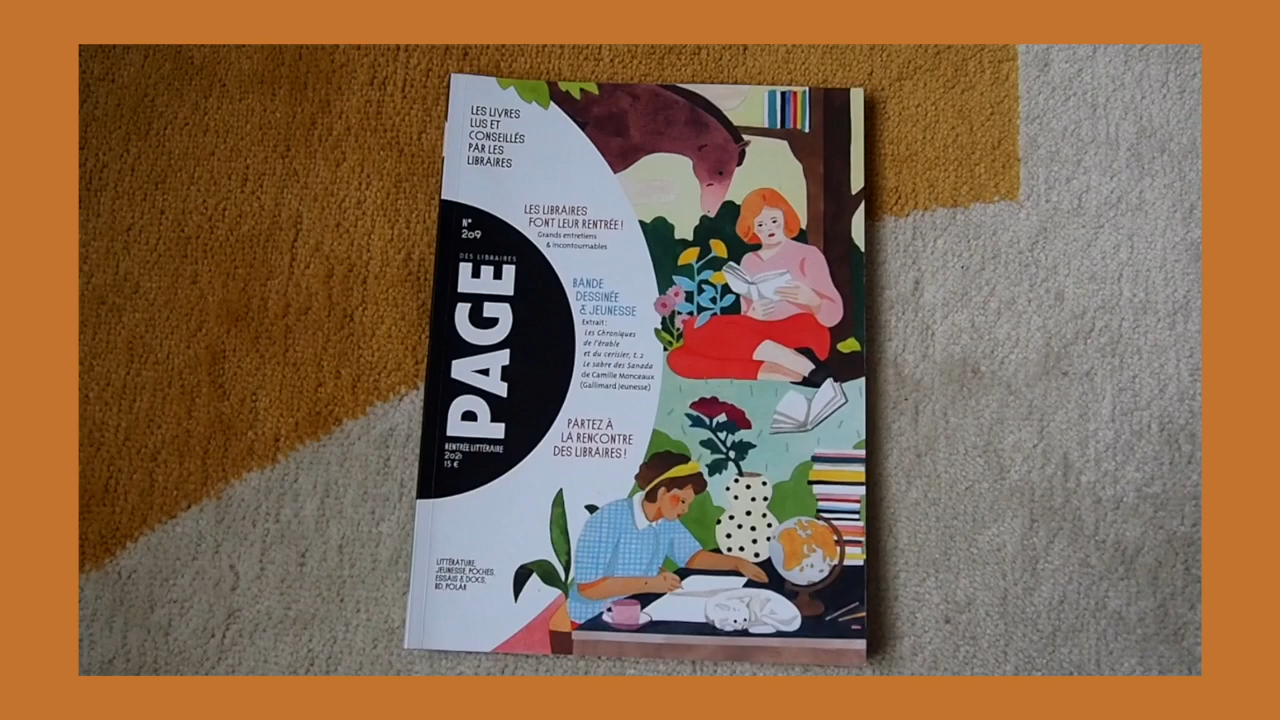 LES LIVRES
LUS ET
CONSEILLÉS
PAR LES
LIBRAIRES
LES LIBRAIRES
FONT LEUR RENTRÉE !
Grands entretiens
& incontournables
N°
209
DES LIBRAIRES
PAGE
RENTRÉE LITTÉRAIRE
2021
15 €
BANDE
DESSINÉE
& JEUNESSE
Extrait :
Les Chroniques
de l'érable
et du cerisier, t. 2
Le sabre des Sanada
de Camille Monceaux
(Gallimard Jeunesse)
PARTEZ À
LA RENCONTRE
DES LIBRAIRES !
LITTÉRATURE,
JEUNESSE, POCHES,
ESSAIS & DOCS,
BD, POLAR